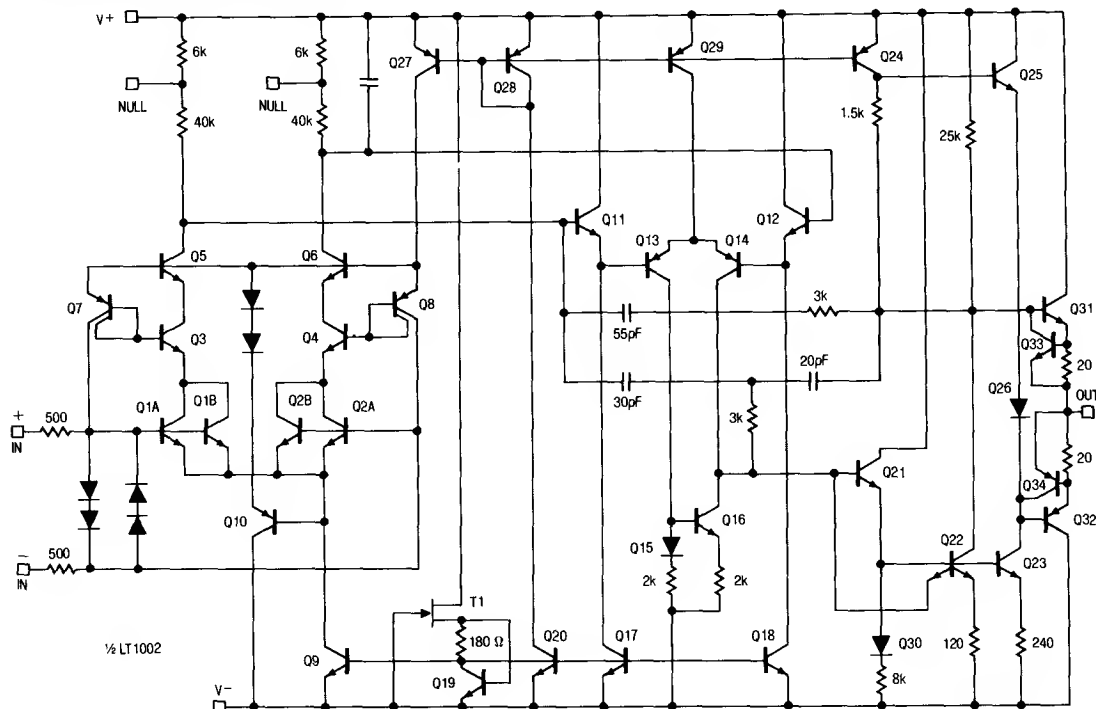 V+
6k
6k
Q27
Q28
Q29
Q24
Q25
NULL
NULL
1.5k
40k
40k
25k
Q11
Q12
Q5
Q6
Q13
Q14
Q7
Q8
3k
Q31
Q3
Q4
55pF
Q33
20
20pF
Q26
OUT
Q1A
Q1B
Q2B
Q2A
30pF
+
IN
500
3k
20
Q21
Q34
Q10
Q16
Q32
–
IN
500
Q15
Q22
Q23
2k
2k
T1
½ LT1002
180 Ω
Q20
Q17
Q18
Q30
120
240
Q9
Q19
8k
V–